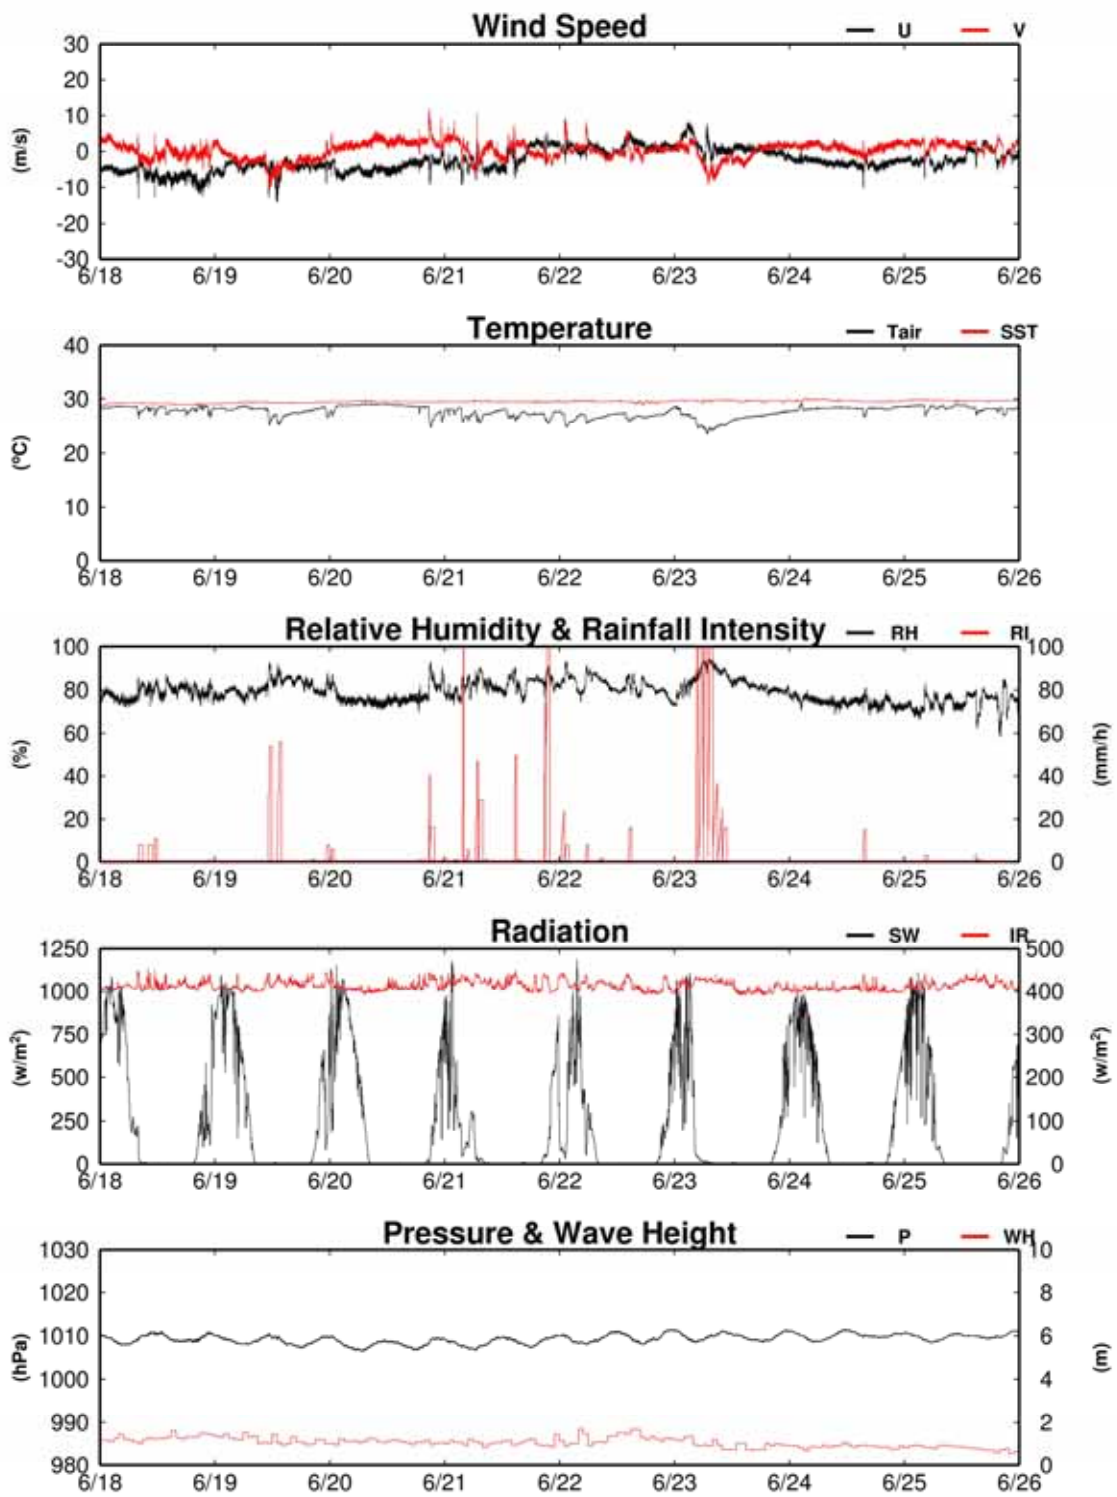 Wind Speed U V
30
20
10
0
-10
-20
-30
(m/s)
6/18 6/19 6/20 6/21 6/22 6/23 6/24 6/25 6/26
Temperature Tair SST
40
30
20
10
0
(ºC)
6/18 6/19 6/20 6/21 6/22 6/23 6/24 6/25 6/26
Relative Humidity & Rainfall Intensity RH RI
100 100
80 80
60 60
40 40
20 20
0 0
(%) (mm/h)
6/18 6/19 6/20 6/21 6/22 6/23 6/24 6/25 6/26
Radiation SW IR
1250 500
1000 400
750 300
500 200
250 100
0 0
(w/m²) (w/m²)
6/18 6/19 6/20 6/21 6/22 6/23 6/24 6/25 6/26
Pressure & Wave Height P WH
1030 10
1020 8
1010 6
1000 4
990 2
980 0
(hPa) (m)
6/18 6/19 6/20 6/21 6/22 6/23 6/24 6/25 6/26